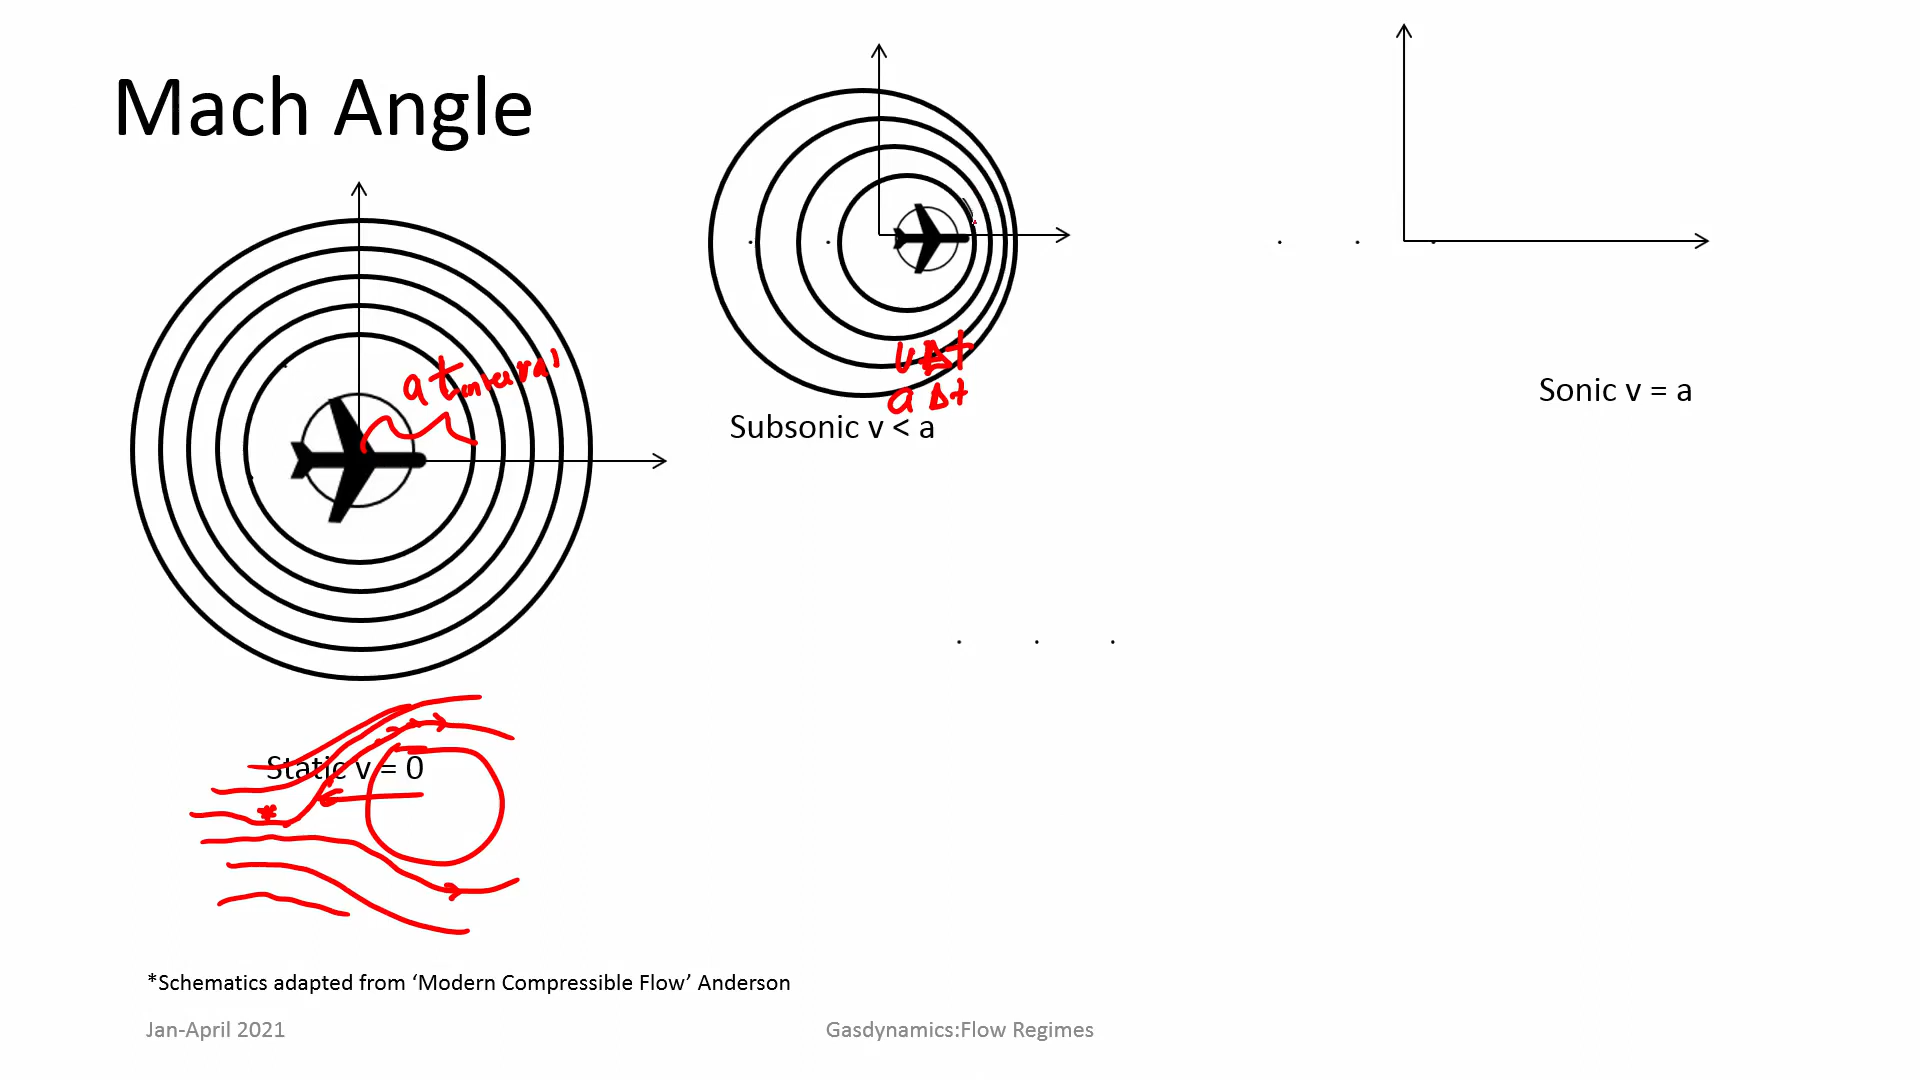 Mach Angle
a t interval
υ Δt
a Δt
Subsonic v < a
Sonic v = a
Static v = 0
*
*Schematics adapted from ‘Modern Compressible Flow’ Anderson
Jan-April 2021
Gasdynamics:Flow Regimes